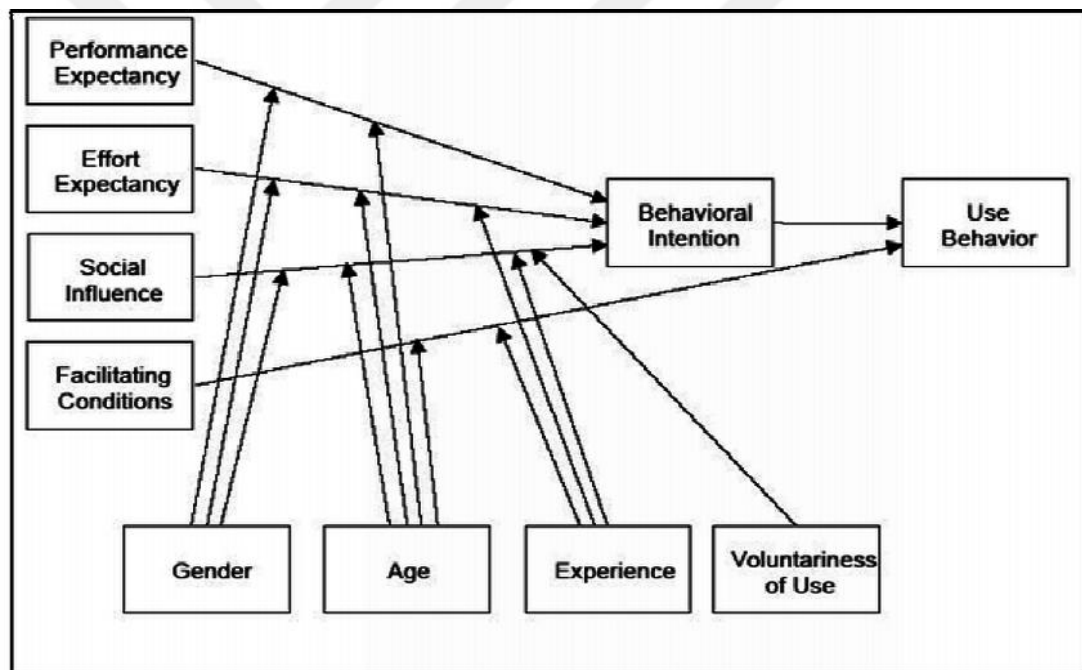 Performance
Expectancy
Effort
Expectancy
Social
Influence
Facilitating
Conditions
Behavioral
Intention
Use
Behavior
Gender
Age
Experience
Voluntariness
of Use